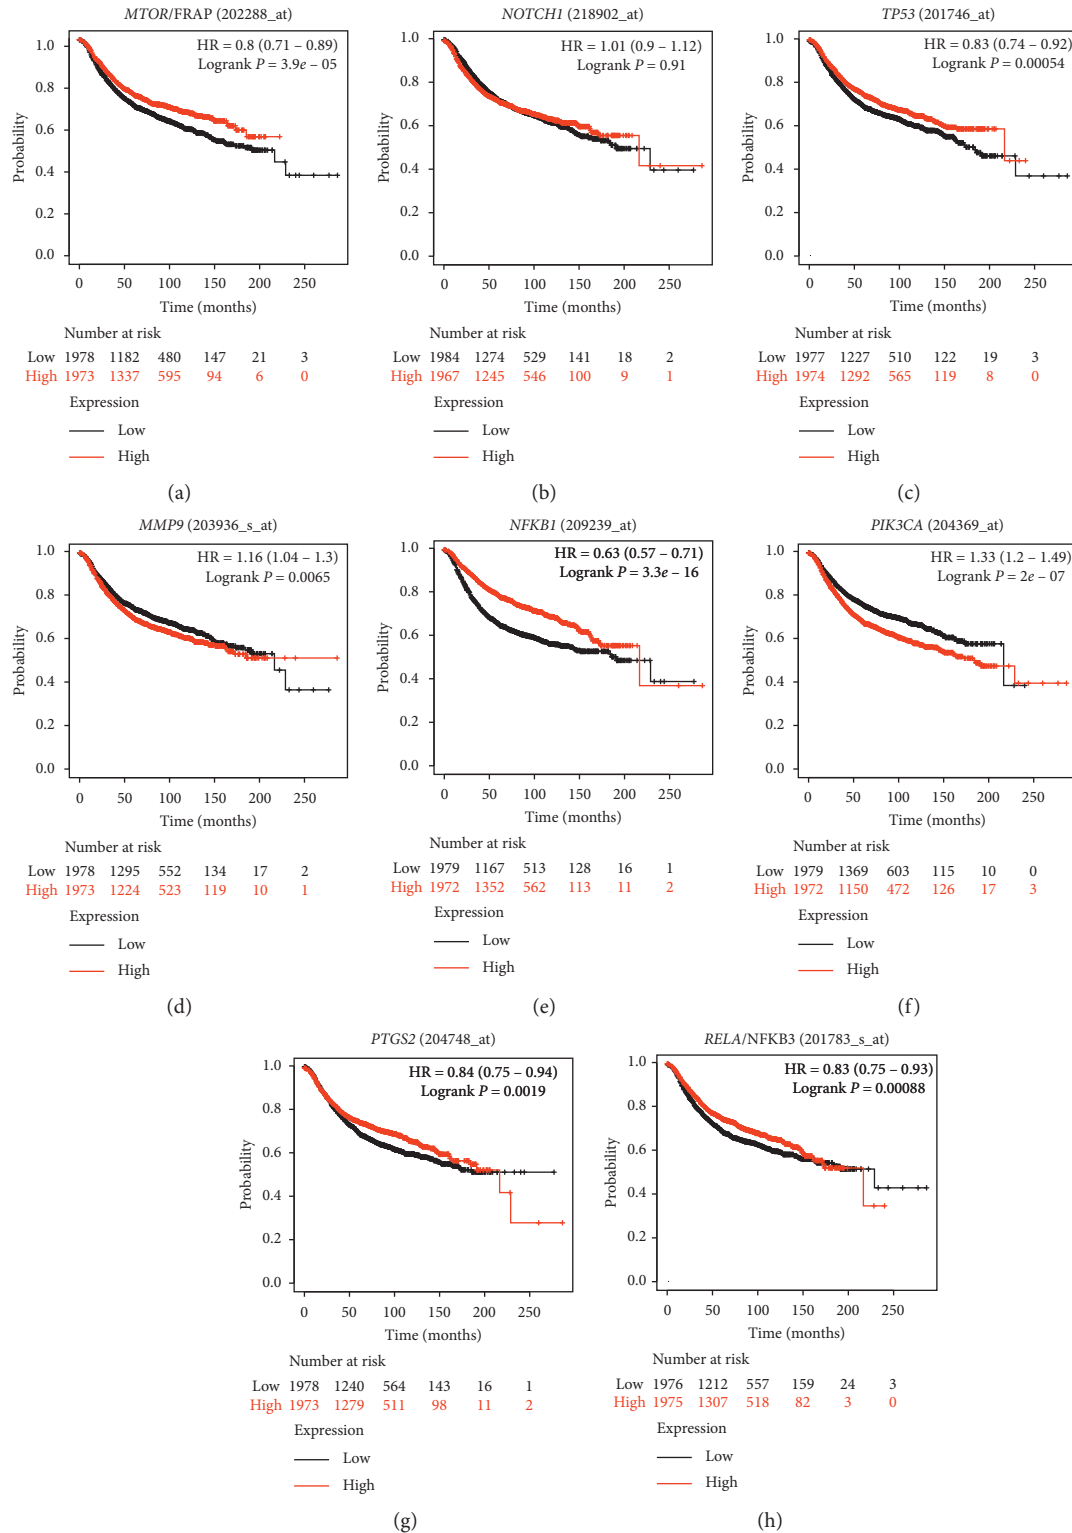 MTOR/FRAP (202288_at)
HR = 0.8 (0.71 – 0.89)
Logrank P = 3.9e – 05
1.0
0.8
0.6
0.4
0.2
0.0
Probability
0 50 100 150 200 250
Time (months)
Number at risk
Low 1978 1182 480 147 21 3
High 1973 1337 595 94 6 0
Expression
Low
High
(a)
NOTCH1 (218902_at)
HR = 1.01 (0.9 – 1.12)
Logrank P = 0.91
1.0
0.8
0.6
0.4
0.2
0.0
Probability
0 50 100 150 200 250
Time (months)
Number at risk
Low 1984 1274 529 141 18 2
High 1967 1245 546 100 9 1
Expression
Low
High
(b)
TP53 (201746_at)
HR = 0.83 (0.74 – 0.92)
Logrank P = 0.00054
1.0
0.8
0.6
0.4
0.2
0.0
Probability
0 50 100 150 200 250
Time (months)
Number at risk
Low 1977 1227 510 122 19 3
High 1974 1292 565 119 8 0
Expression
Low
High
(c)
MMP9 (203936_s_at)
HR = 1.16 (1.04 – 1.3)
Logrank P = 0.0065
1.0
0.8
0.6
0.4
0.2
0.0
Probability
0 50 100 150 200 250
Time (months)
Number at risk
Low 1978 1295 552 134 17 2
High 1973 1224 523 119 10 1
Expression
Low
High
(d)
NFKB1 (209239_at)
HR = 0.63 (0.57 – 0.71)
Logrank P = 3.3e – 16
1.0
0.8
0.6
0.4
0.2
0.0
Probability
0 50 100 150 200 250
Time (months)
Number at risk
Low 1979 1167 513 128 16 1
High 1972 1352 562 113 11 2
Expression
Low
High
(e)
PIK3CA (204369_at)
HR = 1.33 (1.2 – 1.49)
Logrank P = 2e – 07
1.0
0.8
0.6
0.4
0.2
0.0
Probability
0 50 100 150 200 250
Time (months)
Number at risk
Low 1979 1369 603 115 10 0
High 1972 1150 472 126 17 3
Expression
Low
High
(f)
PTGS2 (204748_at)
HR = 0.84 (0.75 – 0.94)
Logrank P = 0.0019
1.0
0.8
0.6
0.4
0.2
0.0
Probability
0 50 100 150 200 250
Time (months)
Number at risk
Low 1978 1240 564 143 16 1
High 1973 1279 511 98 11 2
Expression
Low
High
(g)
RELA/NFKB3 (201783_s_at)
HR = 0.83 (0.75 – 0.93)
Logrank P = 0.00088
1.0
0.8
0.6
0.4
0.2
0.0
Probability
0 50 100 150 200 250
Time (months)
Number at risk
Low 1976 1212 557 159 24 3
High 1975 1307 518 82 3 0
Expression
Low
High
(h)